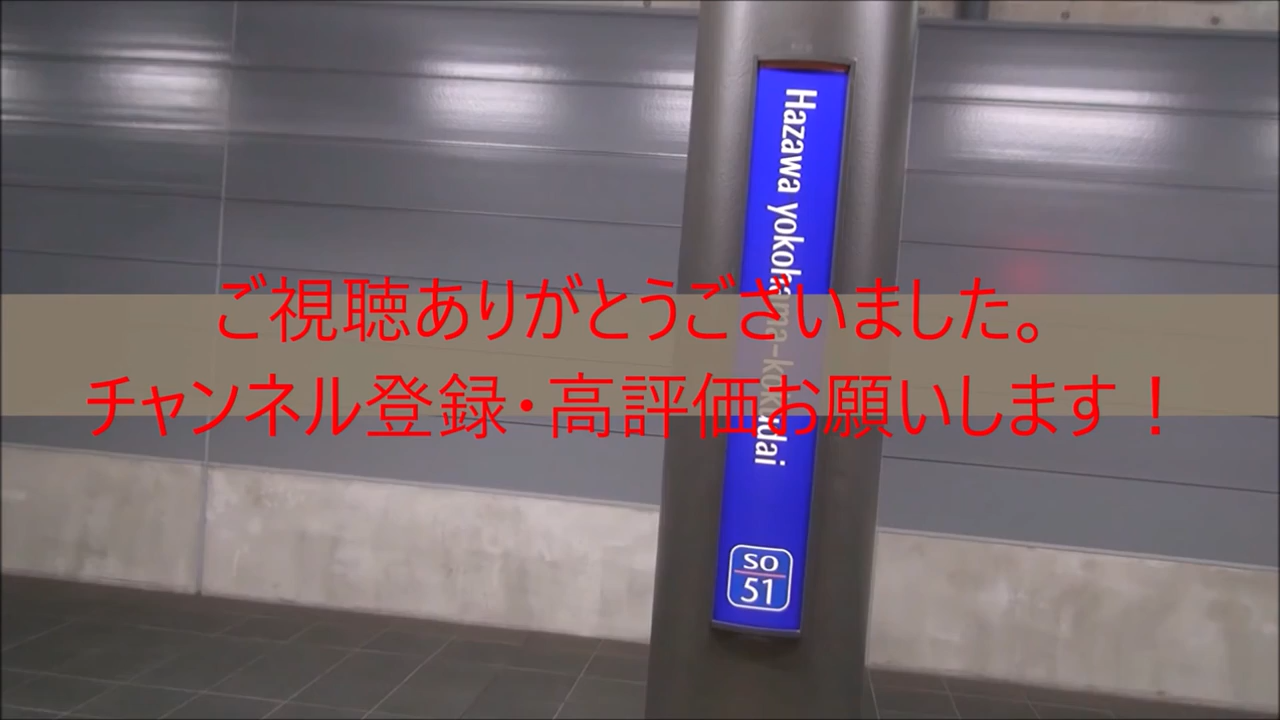 Hazawa yokohama-kokudai
ご視聴ありがとうございました。
チャンネル登録・高評価お願いします！
SO
51